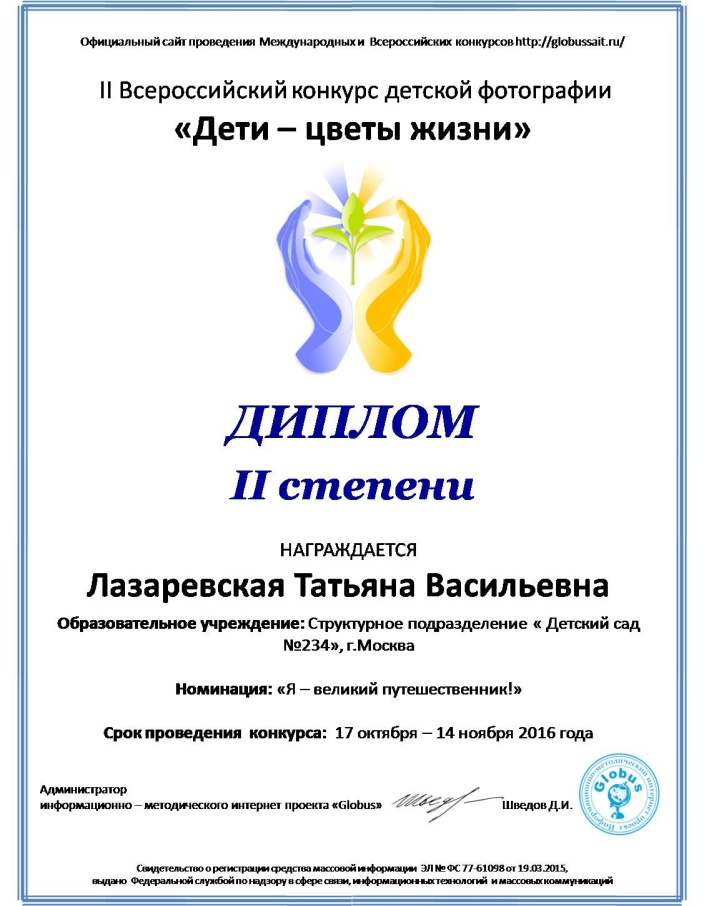 Официальный сайт проведения Международных и Всероссийских конкурсов http://globussait.ru/
II Всероссийский конкурс детской фотографии
«Дети – цветы жизни»
ДИПЛОМ
II степени
НАГРАЖДАЕТСЯ
Лазаревская Татьяна Васильевна
Образовательное учреждение: Структурное подразделение « Детский сад
№234», г.Москва
Номинация: «Я – великий путешественник!»
Срок проведения конкурса: 17 октября – 14 ноября 2016 года
Администратор
информационно – методического интернет проекта «Globus» Шведов Д.И.
Globus
Информационно-методический интернет проект
Свидетельство о регистрации средства массовой информации ЭЛ № ФС 77-61098 от 19.03.2015,
выдано Федеральной службой по надзору в сфере связи, информационных технологий и массовых коммуникаций